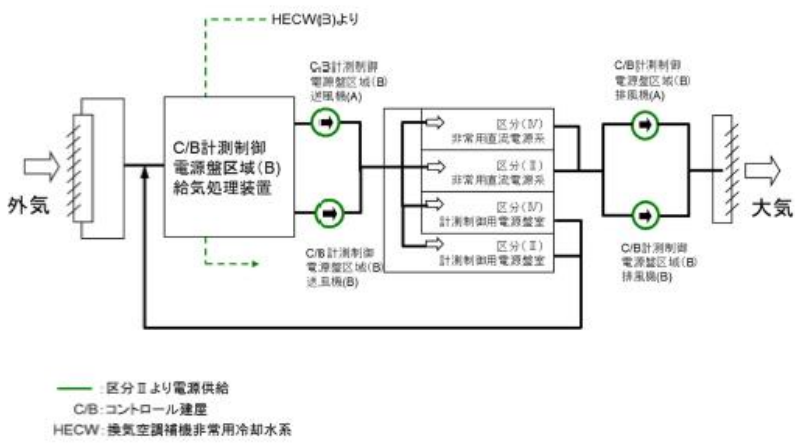 HECW(B)より
C/B計測制御
電源盤区域(B)
送風機(A)
C/B計測制御
電源盤区域(B)
排風機(A)
C/B計測制御
電源盤区域(B)
給気処理装置
区分(Ⅳ)
非常用直流電源系
区分(Ⅱ)
非常用直流電源系
区分(Ⅳ)
計測制御用電源盤室
区分(Ⅱ)
計測制御用電源盤室
外気
大気
C/B計測制御
電源盤区域(B)
送風機(B)
C/B計測制御
電源盤区域(B)
排風機(B)
:区分Ⅱより電源供給
C/B:コントロール建屋
HECW:換気空調補機非常用冷却水系